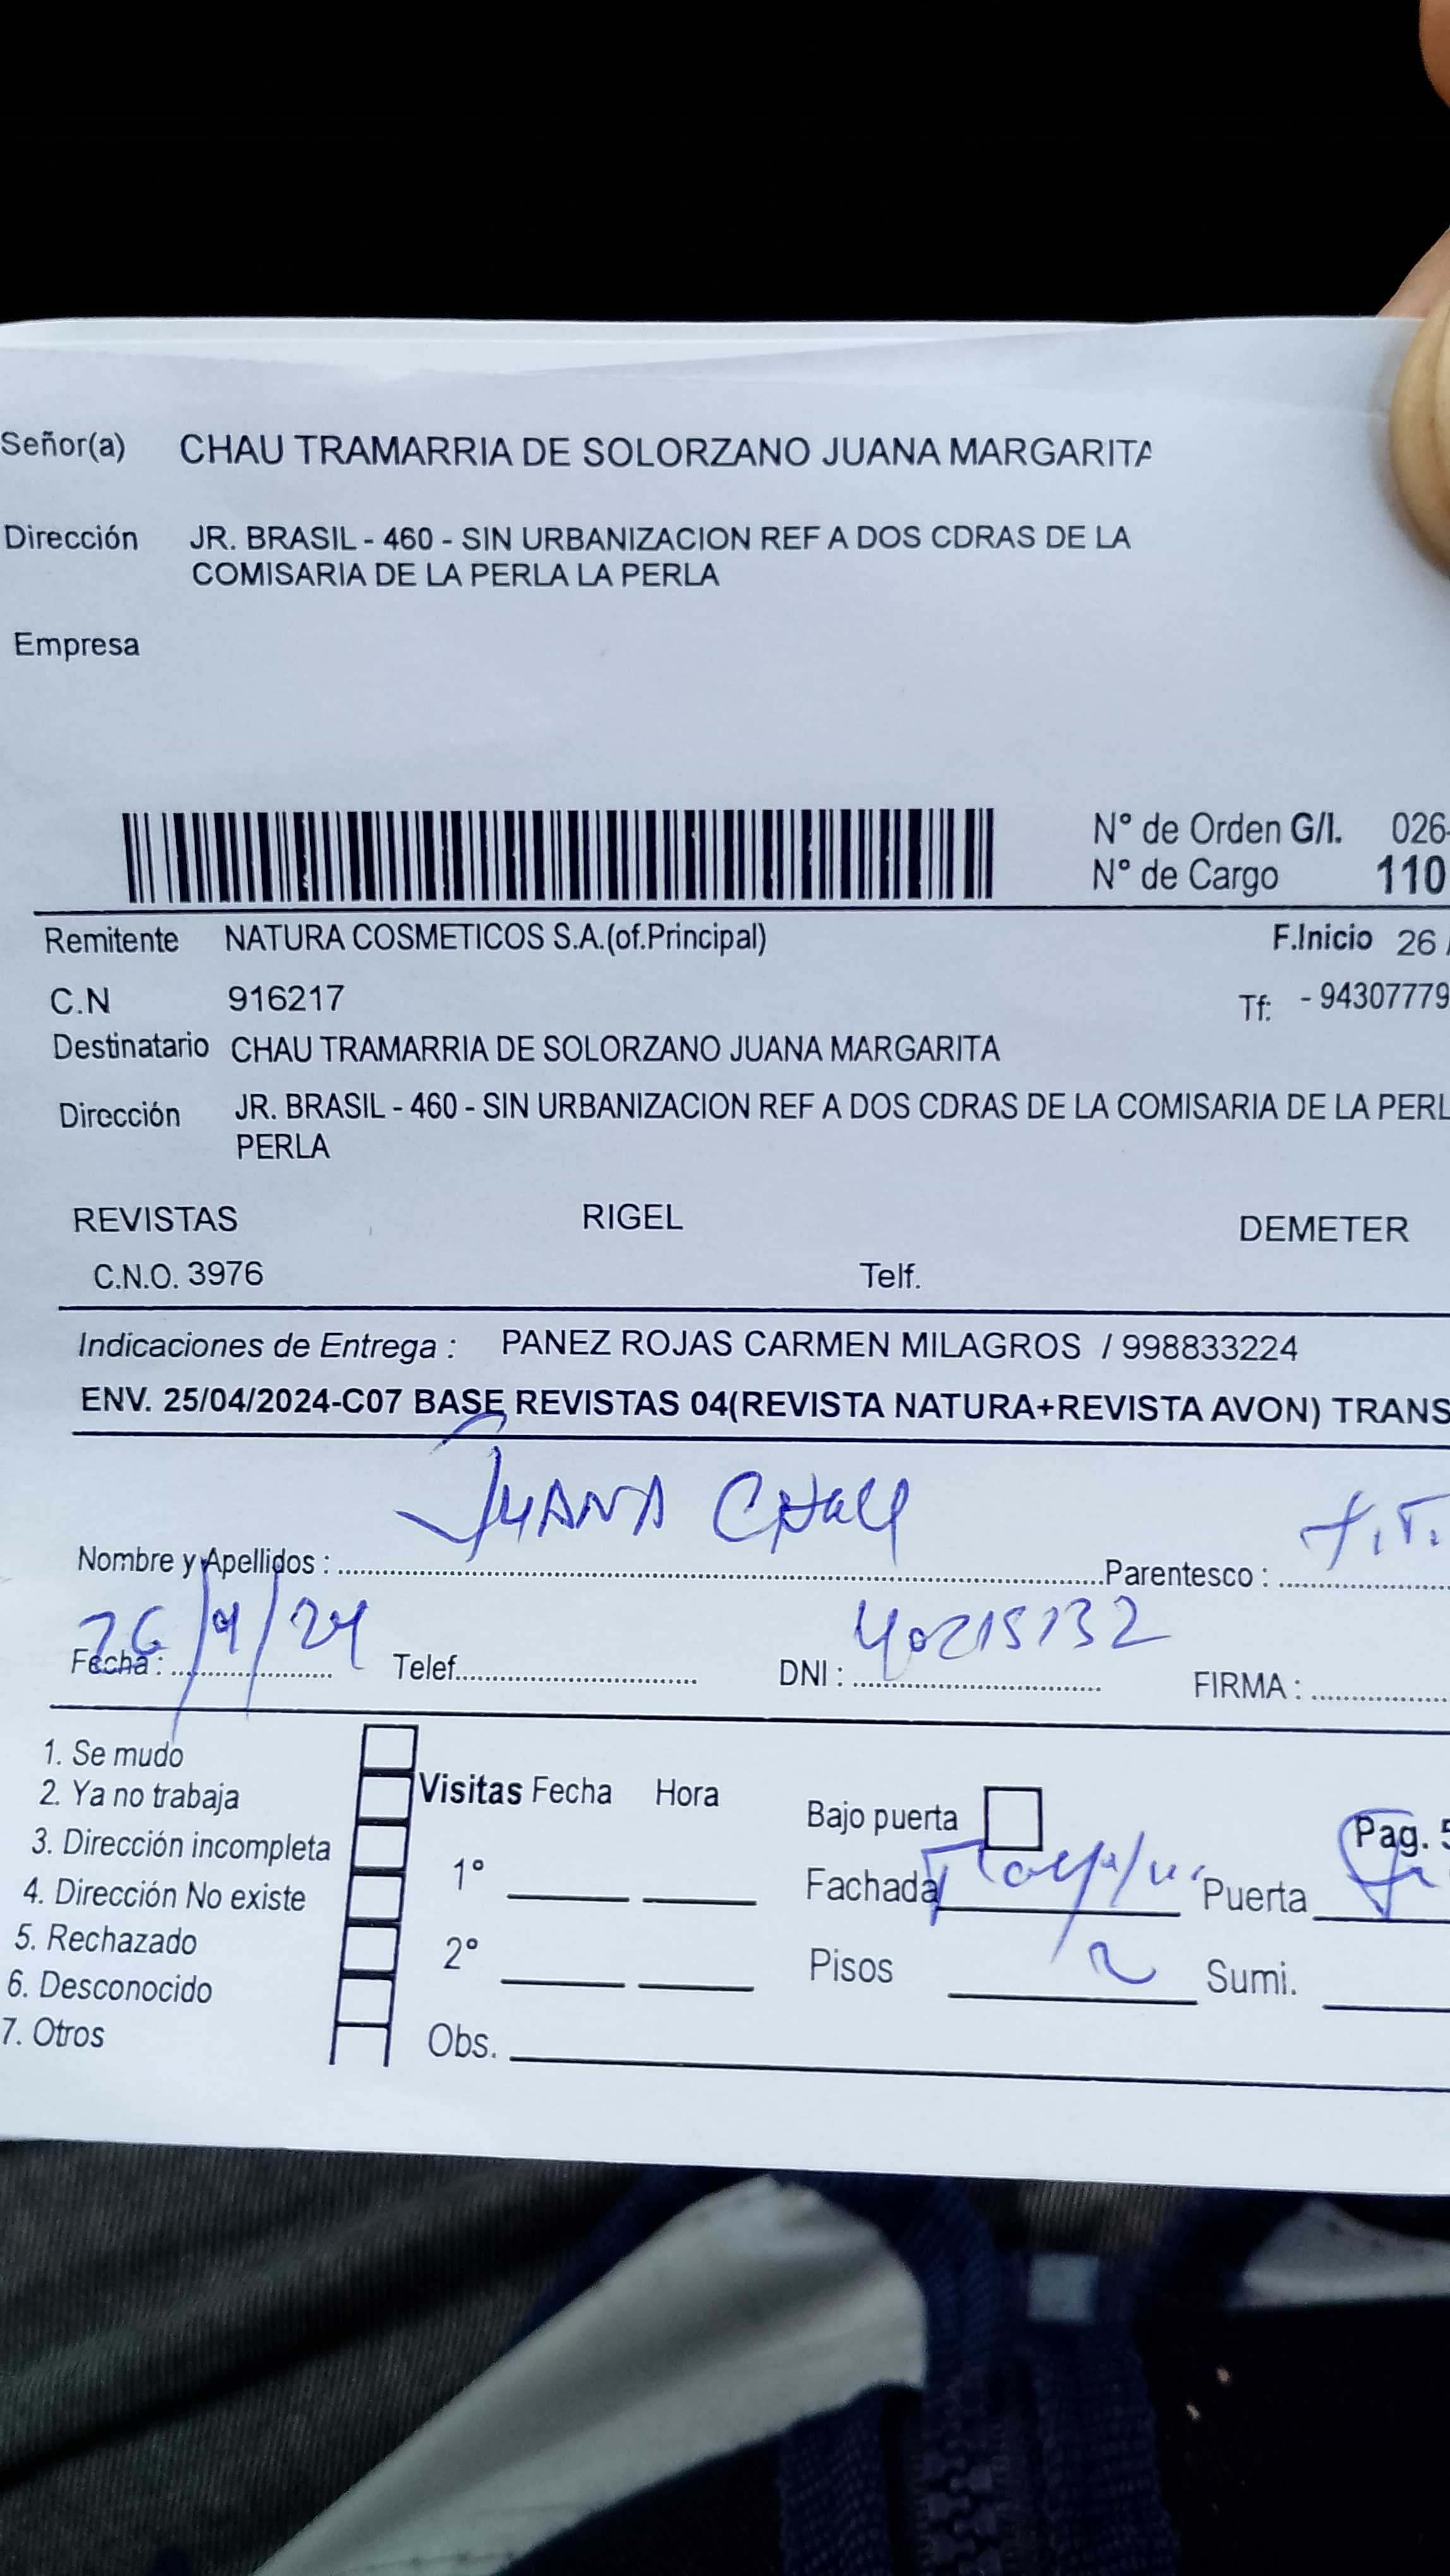 Señor(a) CHAU TRAMARRIA DE SOLORZANO JUANA MARGARITA
Dirección JR. BRASIL - 460 - SIN URBANIZACION REF A DOS CDRAS DE LA
COMISARIA DE LA PERLA LA PERLA
Empresa
N° de Orden G/I. 026-
N° de Cargo 110
Remitente NATURA COSMETICOS S.A.(of.Principal) F.Inicio 26 /
C.N 916217 Tf: - 94307779
Destinatario CHAU TRAMARRIA DE SOLORZANO JUANA MARGARITA
Dirección JR. BRASIL - 460 - SIN URBANIZACION REF A DOS CDRAS DE LA COMISARIA DE LA PERL
PERLA
REVISTAS RIGEL DEMETER
C.N.O. 3976 Telf.
Indicaciones de Entrega : PANEZ ROJAS CARMEN MILAGROS / 998833224
ENV. 25/04/2024-C07 BASE REVISTAS 04(REVISTA NATURA+REVISTA AVON) TRANS
Nombre y Apellidos : JUANA CHAU Parentesco : T.T.
Fecha : 26/4/24 Telef. DNI : 40215132 FIRMA :
1. Se mudo
2. Ya no trabaja
3. Dirección incompleta
4. Dirección No existe
5. Rechazado
6. Desconocido
7. Otros
Visitas Fecha Hora
1°
2°
Obs.
Bajo puerta Pag. 5
Fachada Puerta
Pisos 2 Sumi.